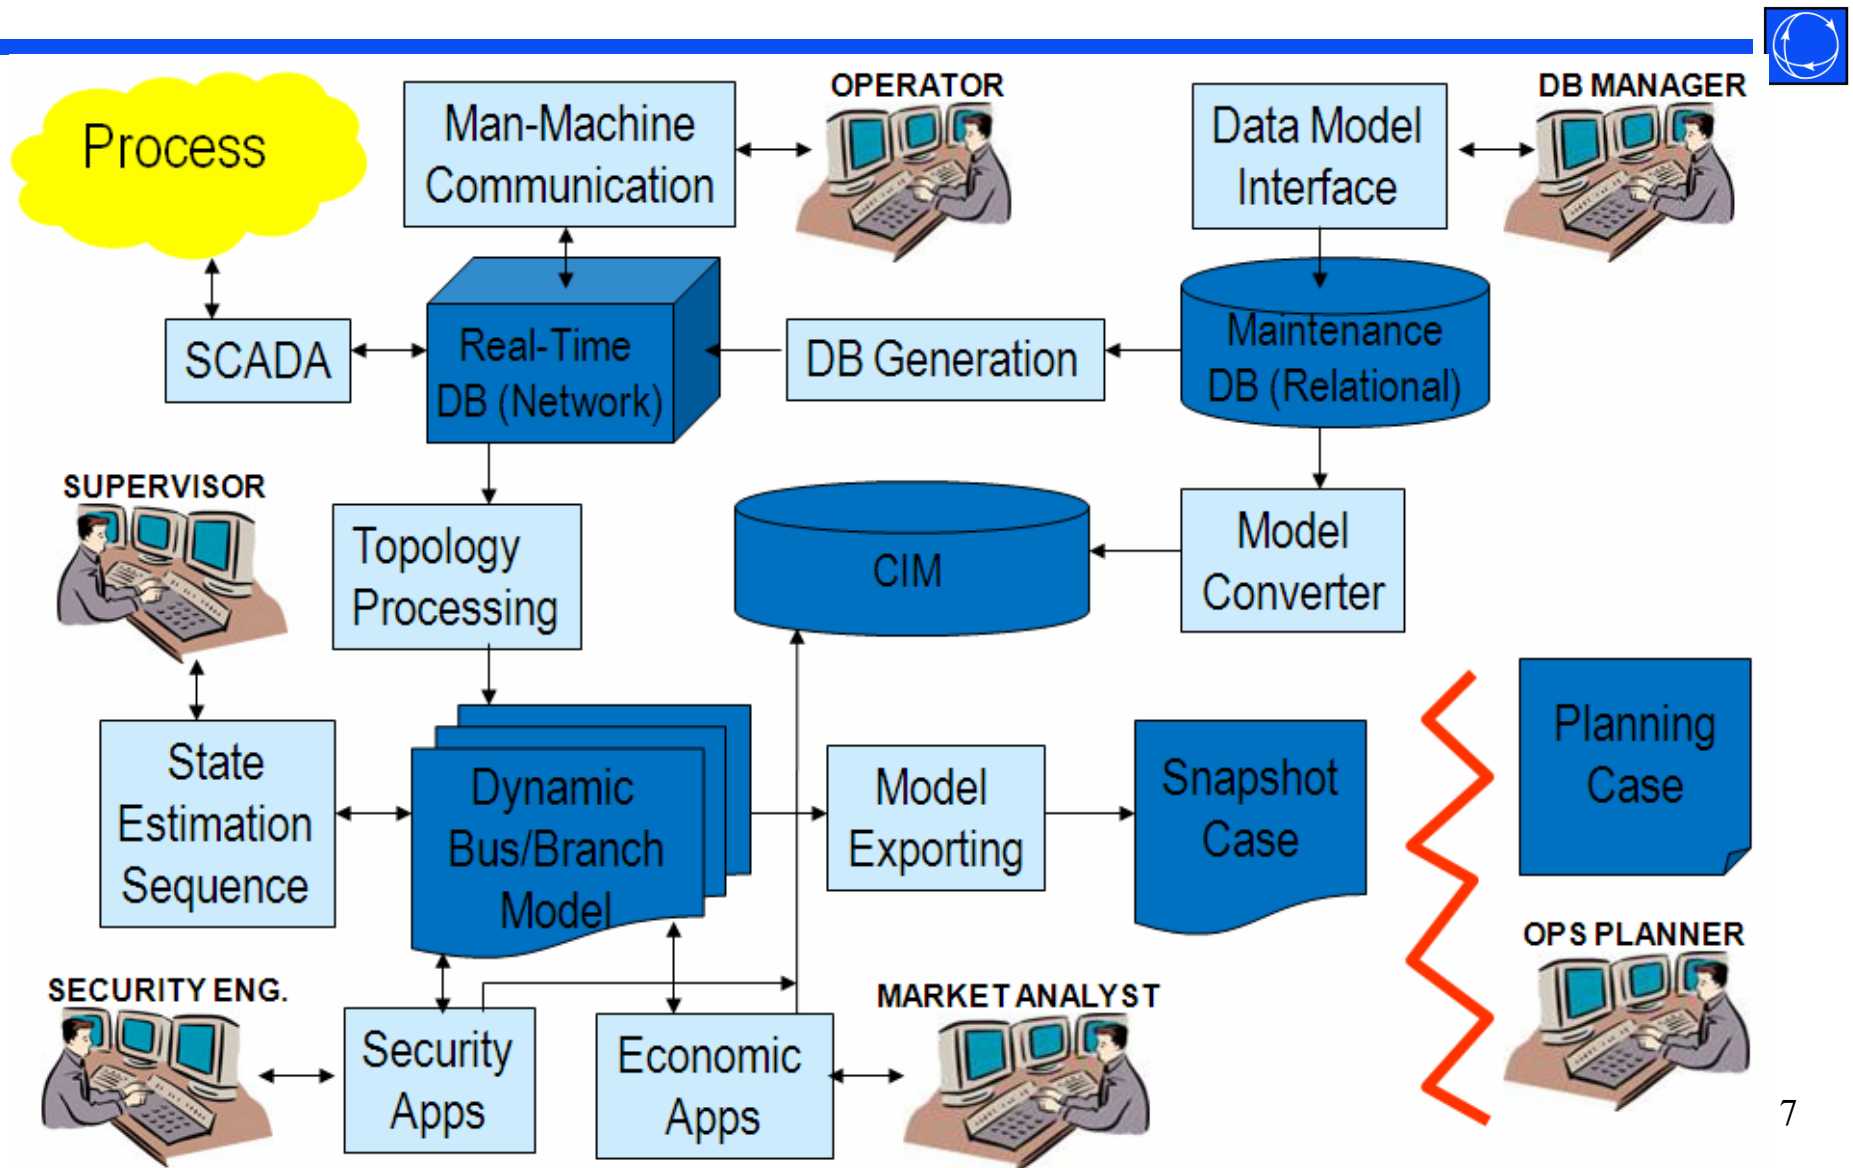 Process
Man-Machine
Communication
OPERATOR
Data Model
Interface
DB MANAGER
SCADA
Real-Time
DB (Network)
DB Generation
Maintenance
DB (Relational)
SUPERVISOR
Topology
Processing
CIM
Model
Converter
State
Estimation
Sequence
Dynamic
Bus/Branch
Model
Model
Exporting
Snapshot
Case
Planning
Case
OPS PLANNER
SECURITY ENG.
Security
Apps
Economic
Apps
MARKET ANALYST
7